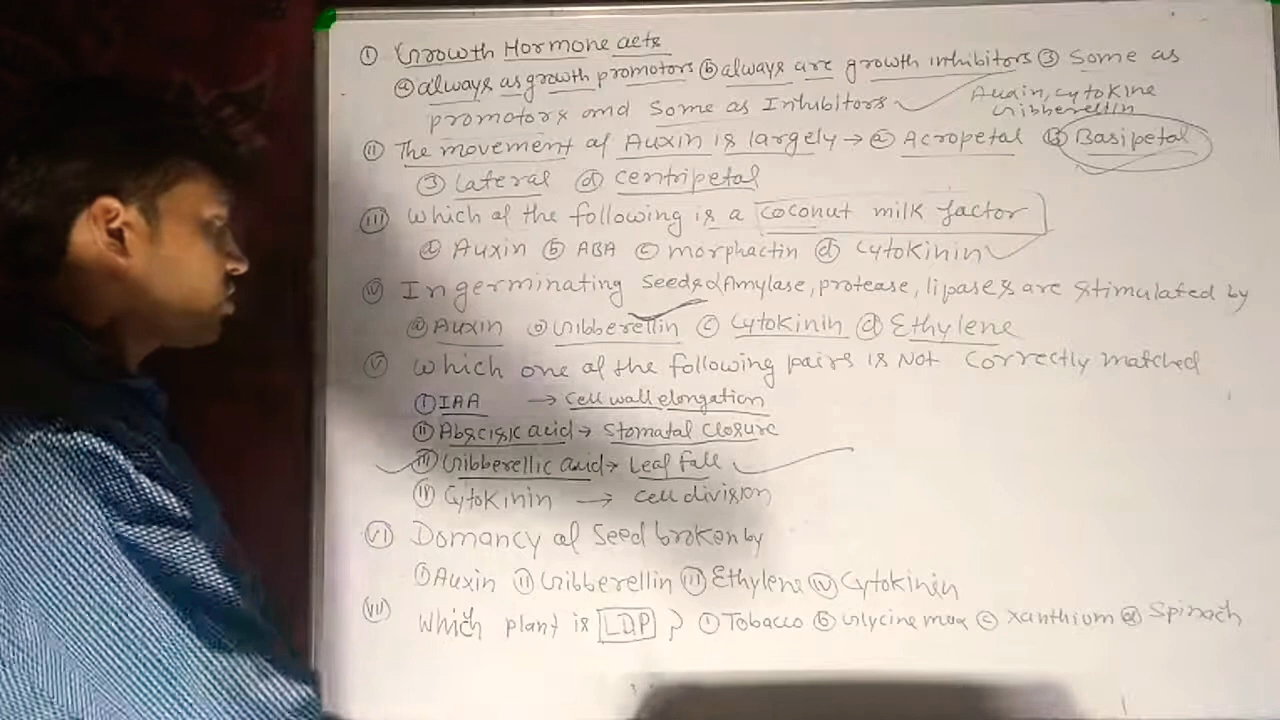 ① Growth Hormone acts
ⓐ always as growth promotors ⓑ always are growth inhibitors ③ Some as
promotors and Some as Inhibitors
Auxin, cytokine
Gibberellin
Ⅱ The movement of Auxin is largely → ⓐ Acropetal ⓑ Basipetal
③ Lateral ⓓ Centripetal
Ⅲ Which of the following is a coconut milk factor
ⓐ Auxin ⓑ ABA ⓒ morphactin ⓓ Cytokinin
Ⅳ In germinating Seeds αAmylase, protease, lipases are stimulated by
ⓐ Auxin ⓑ Gibberellin ⓒ Cytokinin ⓓ Ethylene
Ⅴ Which one of the following pairs is Not Correctly matched
Ⅰ IAA → Cell wall elongation
Ⅱ Abscisic acid → Stomatal Closure
Ⅲ Gibberellic acid → Leaf fall
Ⅳ Cytokinin → cell division
Ⅵ Domancy of Seed broken by
Ⅰ Auxin Ⅱ Gibberellin Ⅲ Ethylene Ⅳ Cytokinin
Ⅶ Which plant is LDP ? ① Tobacco ⓑ Glycine max ⓒ Xanthium ⓓ Spinach